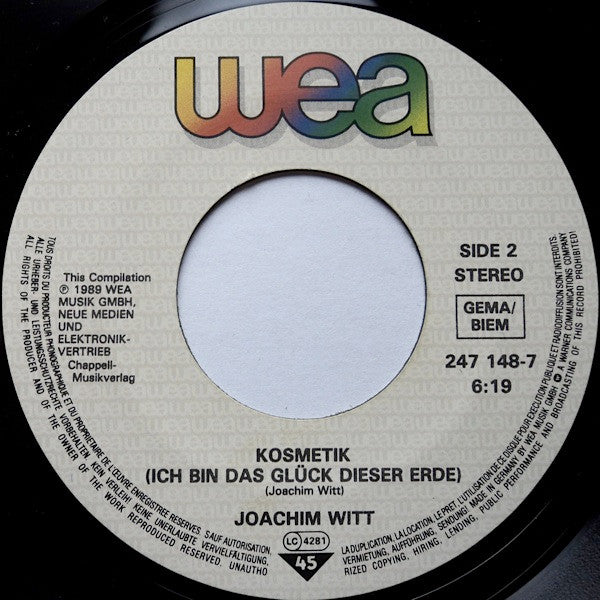 wea
SIDE 2
STEREO
GEMA/
BIEM
247 148-7
6:19
This Compilation
℗ 1989 WEA
MUSIK GMBH,
NEUE MEDIEN
UND
ELEKTRONIK-
VERTRIEB
Chappell-
Musikverlag
KOSMETIK
(ICH BIN DAS GLÜCK DIESER ERDE)
(Joachim Witt)
JOACHIM WITT
LC 4281
45
TOUS DROITS DU PRODUCTEUR PHONOGRAPHIQUE ET DU PROPRIETAIRE DE L'ŒUVRE ENREGISTREE RESERVES SAUF AUTORISATION,
LA DUPLICATION, LA LOCATION, LE PRET, L'UTILISATION DE CE DISQUE POUR EXECUTION PUBLIQUE ET RADIODIFFUSION SONT INTERDITS.
ALLE URHEBER- UND LEISTUNGSSCHUTZRECHTE VORBEHALTEN. KEIN VERLEIH! KEINE UNERLAUBTE VERVIELFÄLTIGUNG,
VERMIETUNG, AUFFÜHRUNG, SENDUNG! MADE IN GERMANY BY WEA MUSIK GMBH. A WARNER COMMUNICATIONS COMPANY
ALL RIGHTS OF THE PRODUCER AND OF THE OWNER OF THE WORK REPRODUCED RESERVED. UNAUTHO
RIZED COPYING, HIRING, LENDING, PUBLIC PERFORMANCE AND BROADCASTING OF THIS RECORD PROHIBITED!